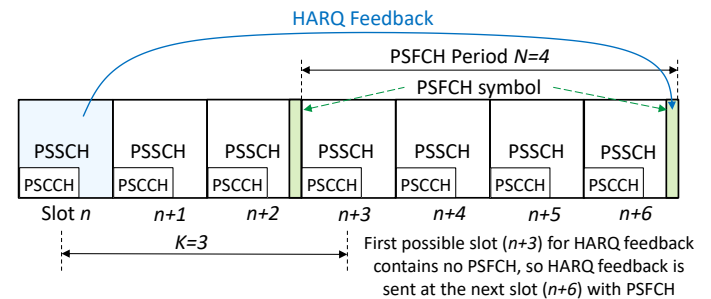 HARQ Feedback
PSFCH Period N=4
PSFCH symbol
PSSCH PSSCH PSSCH PSSCH PSSCH PSSCH PSSCH
PSCCH PSCCH PSCCH PSCCH PSCCH PSCCH PSCCH
Slot n n+1 n+2 n+3 n+4 n+5 n+6
K=3
First possible slot (n+3) for HARQ feedback
contains no PSFCH, so HARQ feedback is
sent at the next slot (n+6) with PSFCH